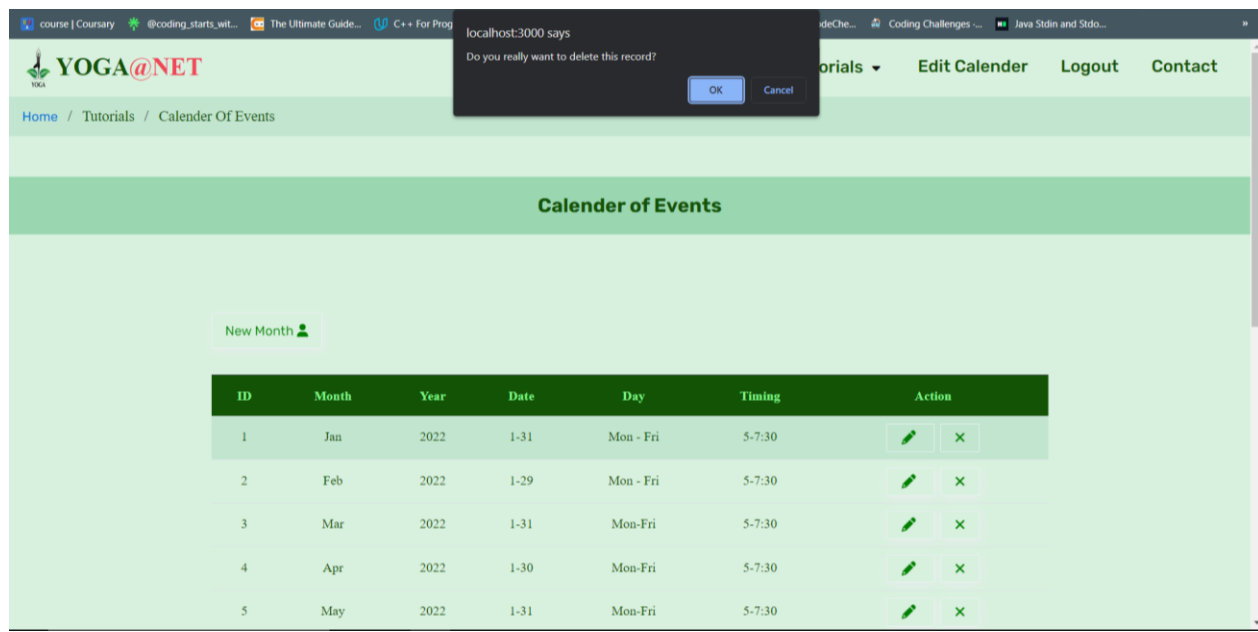 course | Coursary @coding_starts_wit... The Ultimate Guide... C++ For Prog deChe... Coding Challenges -... Java Stdin and Stdo... »
localhost:3000 says
Do you really want to delete this record?
OK Cancel
YOGA
YOGA@NET
orials Edit Calender Logout Contact
Home / Tutorials / Calender Of Events
Calender of Events
New Month
ID Month Year Date Day Timing Action
1 Jan 2022 1-31 Mon - Fri 5-7:30
2 Feb 2022 1-29 Mon - Fri 5-7:30
3 Mar 2022 1-31 Mon-Fri 5-7:30
4 Apr 2022 1-30 Mon-Fri 5-7:30
5 May 2022 1-31 Mon-Fri 5-7:30